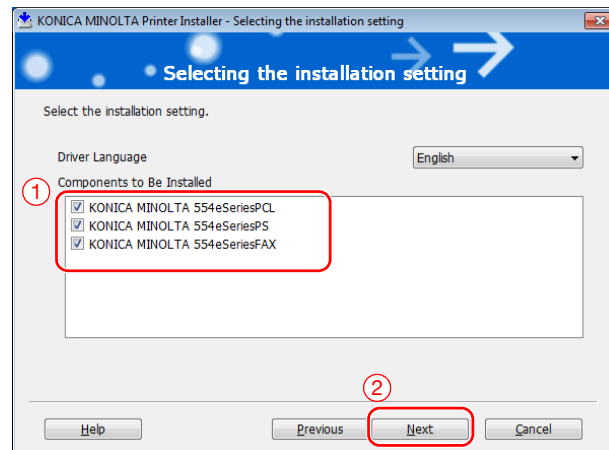 KONICA MINOLTA Printer Installer - Selecting the installation setting
Selecting the installation setting
Select the installation setting.
Driver Language English
Components to Be Installed
1
KONICA MINOLTA 554eSeriesPCL
KONICA MINOLTA 554eSeriesPS
KONICA MINOLTA 554eSeriesFAX
2
Help Previous Next Cancel